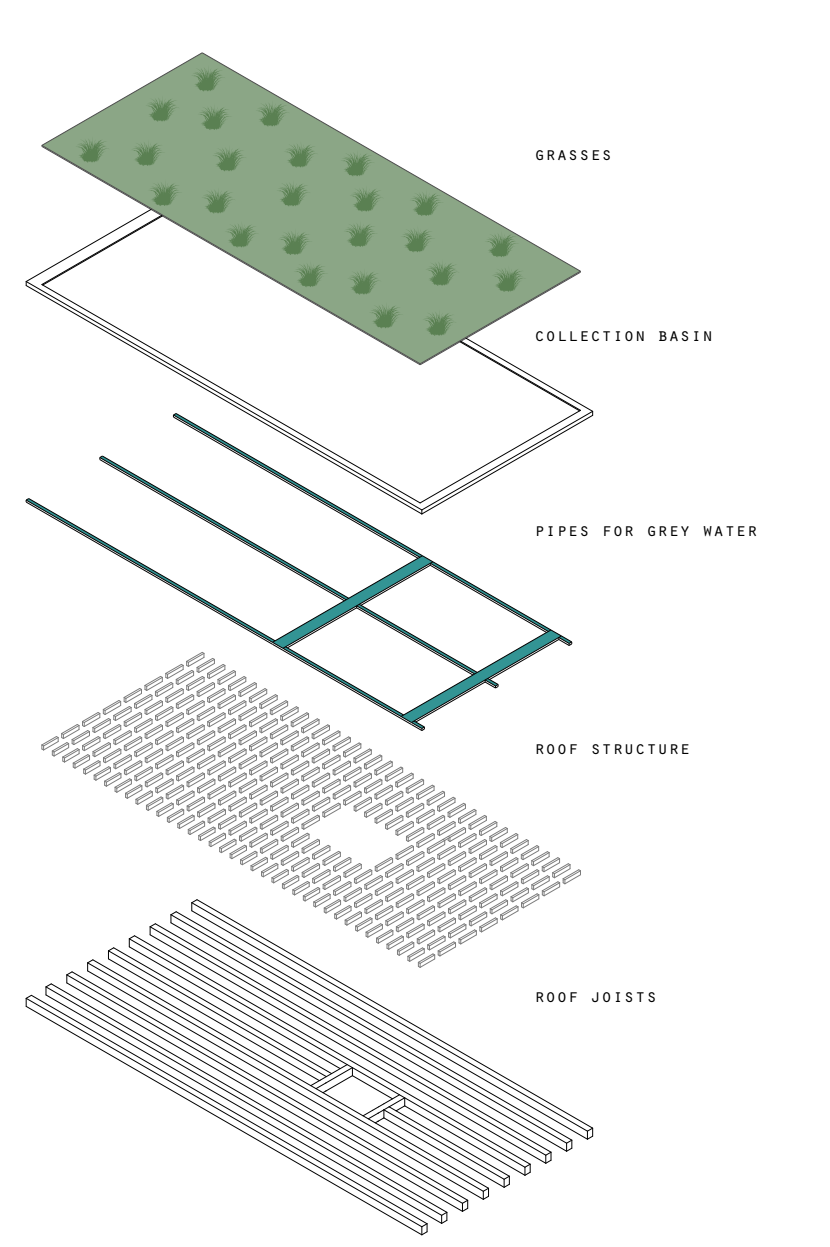 GRASSES
COLLECTION BASIN
PIPES FOR GREY WATER
ROOF STRUCTURE
ROOF JOISTS